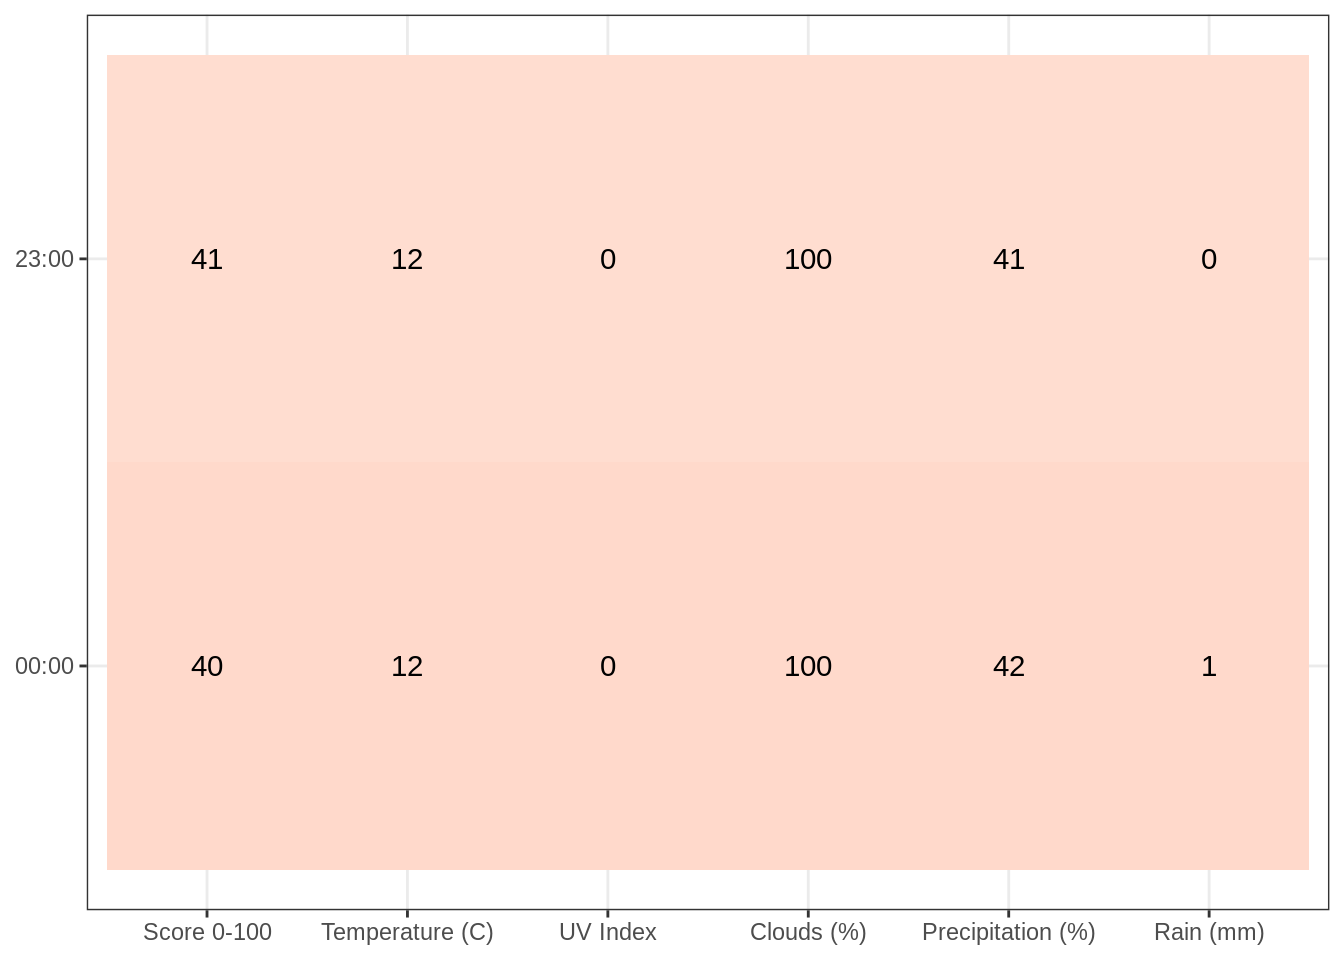 23:00 41 12 0 100 41 0
00:00 40 12 0 100 42 1
Score 0-100 Temperature (C) UV Index Clouds (%) Precipitation (%) Rain (mm)